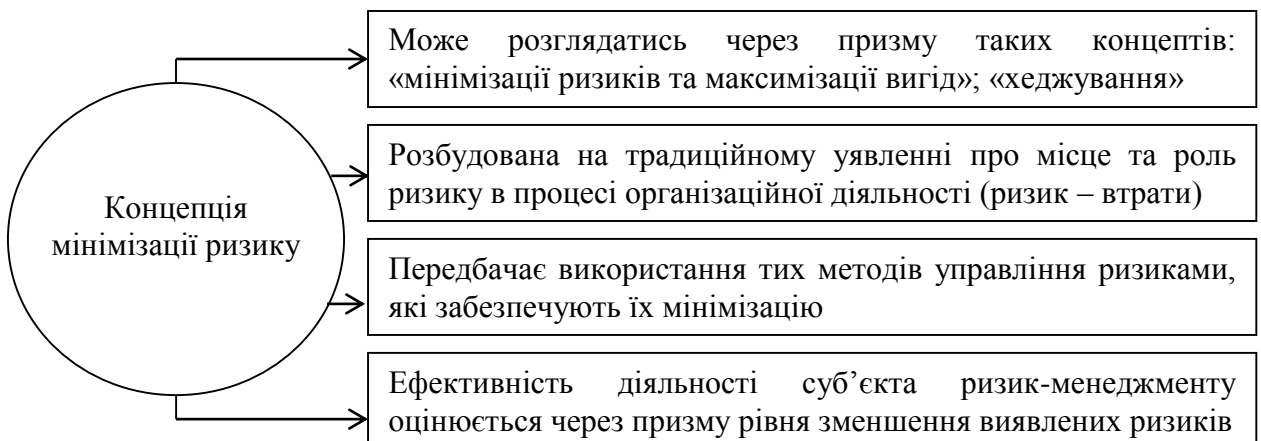 Концепція
мінімізації ризику
Може розглядатись через призму таких концептів:
«мінімізації ризиків та максимізації вигід»; «хеджування»
Розбудована на традиційному уявленні про місце та роль
ризику в процесі організаційної діяльності (ризик – втрати)
Передбачає використання тих методів управління ризиками,
які забезпечують їх мінімізацію
Ефективність діяльності суб’єкта ризик-менеджменту
оцінюється через призму рівня зменшення виявлених ризиків